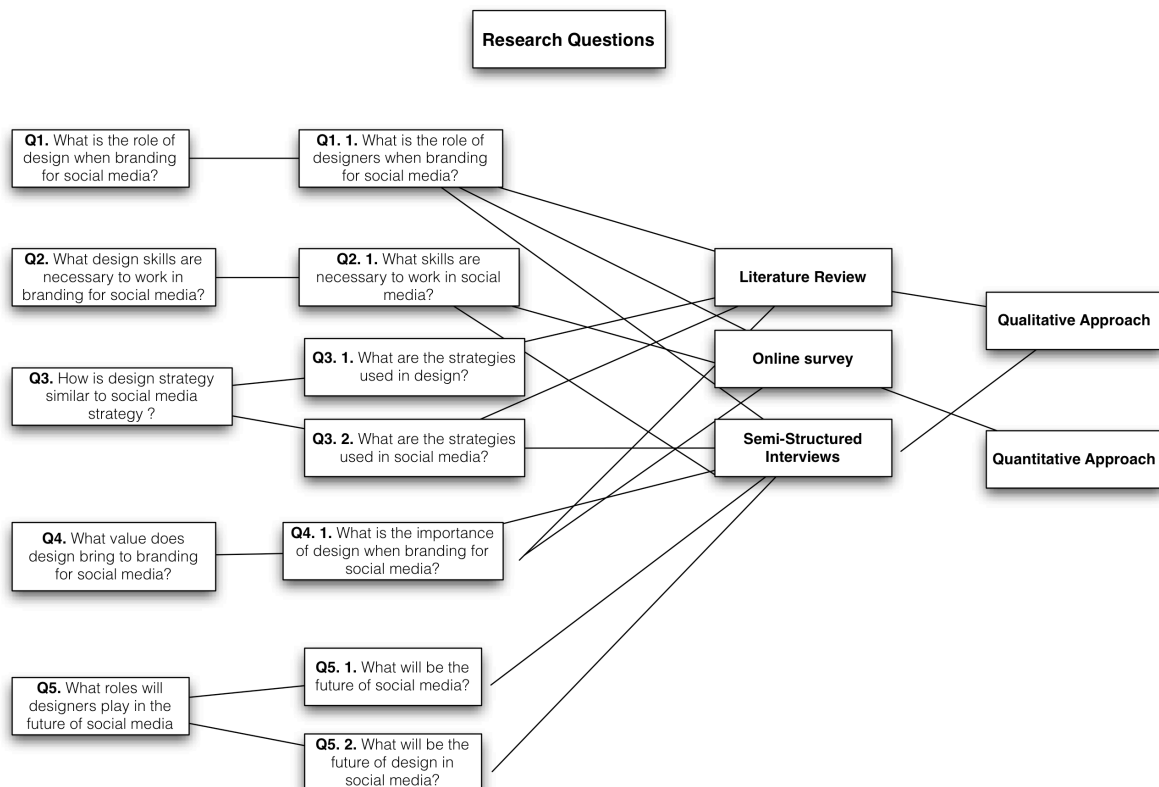 Research Questions
Q1. What is the role of
design when branding
for social media?
Q1. 1. What is the role of
designers when branding
for social media?
Q2. What design skills are
necessary to work in
branding for social media?
Q2. 1. What skills are
necessary to work in social
media?
Q3. How is design strategy
similar to social media
strategy ?
Q3. 1. What are the strategies
used in design?
Q3. 2. What are the strategies
used in social media?
Q4. What value does
design bring to branding
for social media?
Q4. 1. What is the importance
of design when branding for
social media?
Q5. What roles will
designers play in the
future of social media
Q5. 1. What will be the
future of social media?
Q5. 2. What will be the
future of design in
social media?
Literature Review
Online survey
Semi-Structured
Interviews
Qualitative Approach
Quantitative Approach